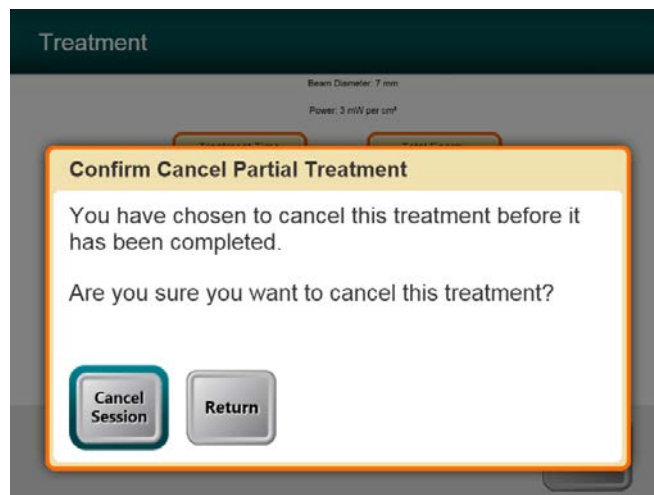 Treatment
Beam Diameter: 7 mm
Power: 3 mW per cm²
Confirm Cancel Partial Treatment
You have chosen to cancel this treatment before it
has been completed.
Are you sure you want to cancel this treatment?
Cancel
Session
Return